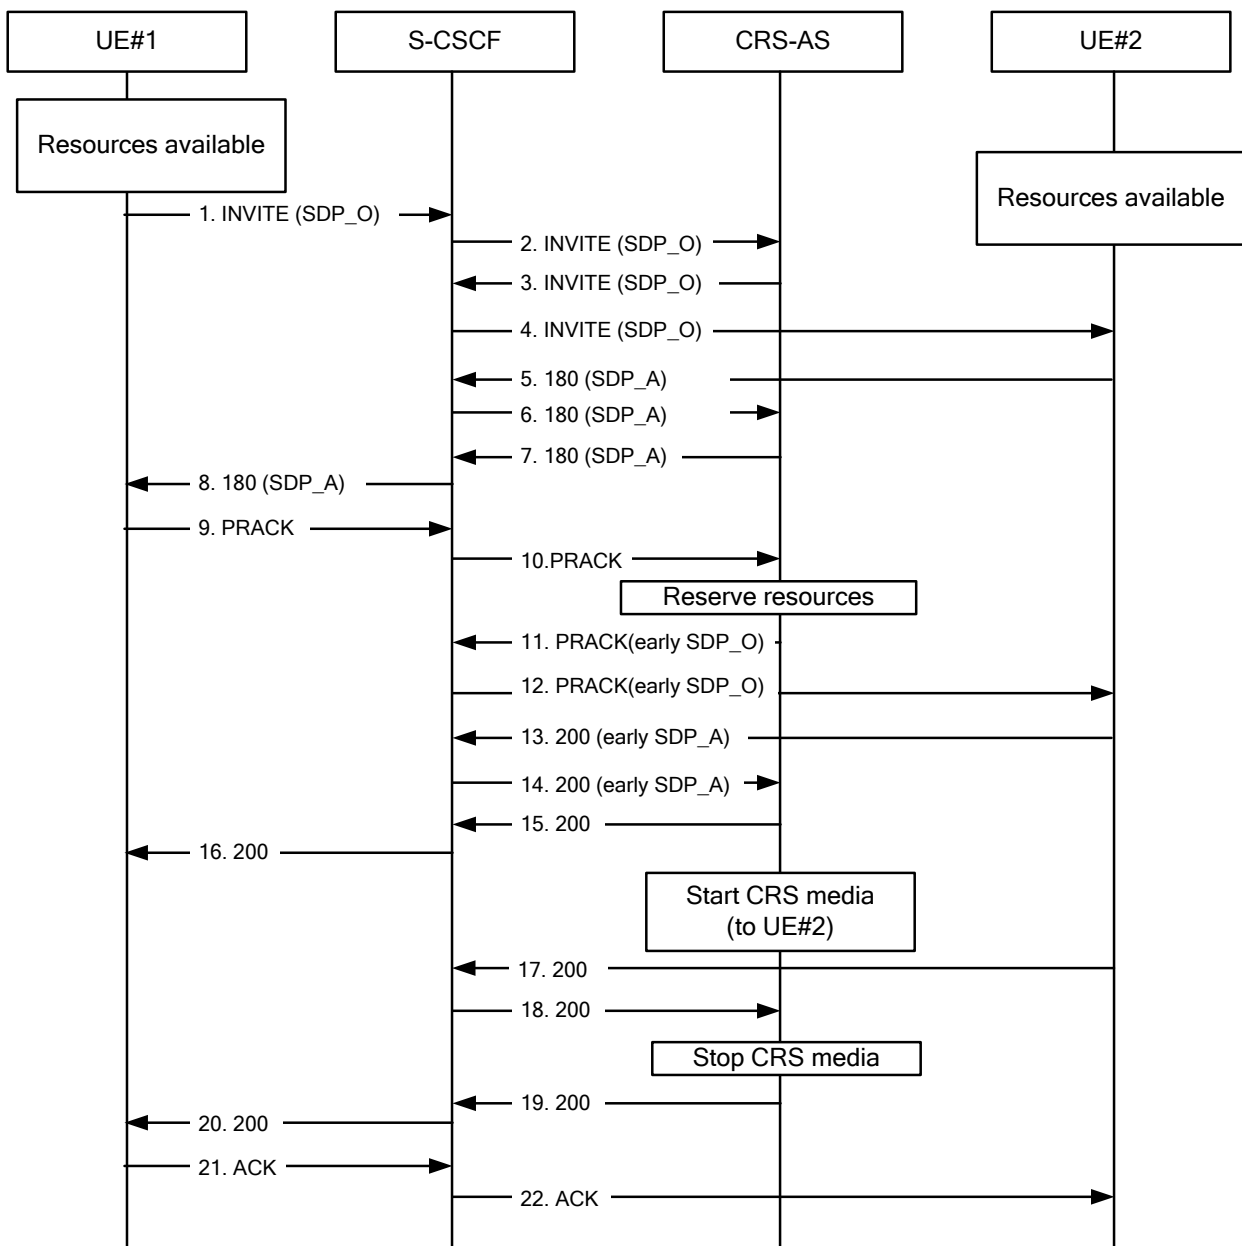 UE#1
S-CSCF
CRS-AS
UE#2
Resources available
Resources available
1. INVITE (SDP_O)
2. INVITE (SDP_O)
3. INVITE (SDP_O)
4. INVITE (SDP_O)
5. 180 (SDP_A)
6. 180 (SDP_A)
7. 180 (SDP_A)
8. 180 (SDP_A)
9. PRACK
10.PRACK
Reserve resources
11. PRACK(early SDP_O)
12. PRACK(early SDP_O)
13. 200 (early SDP_A)
14. 200 (early SDP_A)
15. 200
16. 200
Start CRS media
(to UE#2)
17. 200
18. 200
Stop CRS media
19. 200
20. 200
21. ACK
22. ACK